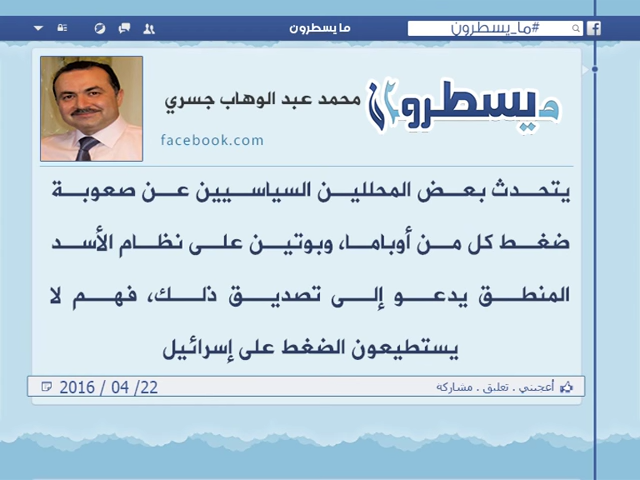 ما يسطرون
#ما_يسطرون
ما يسطرون
محمد عبد الوهاب جسري
facebook.com
يتحدث بعض المحللين السياسيين عن صعوبة
ضغط كل من أوباما، وبوتين على نظام الأسد
المنطق يدعو إلى تصديق ذلك، فهم لا
يستطيعون الضغط على إسرائيل
أعجبني . تعليق . مشاركة
2016 / 04 /22